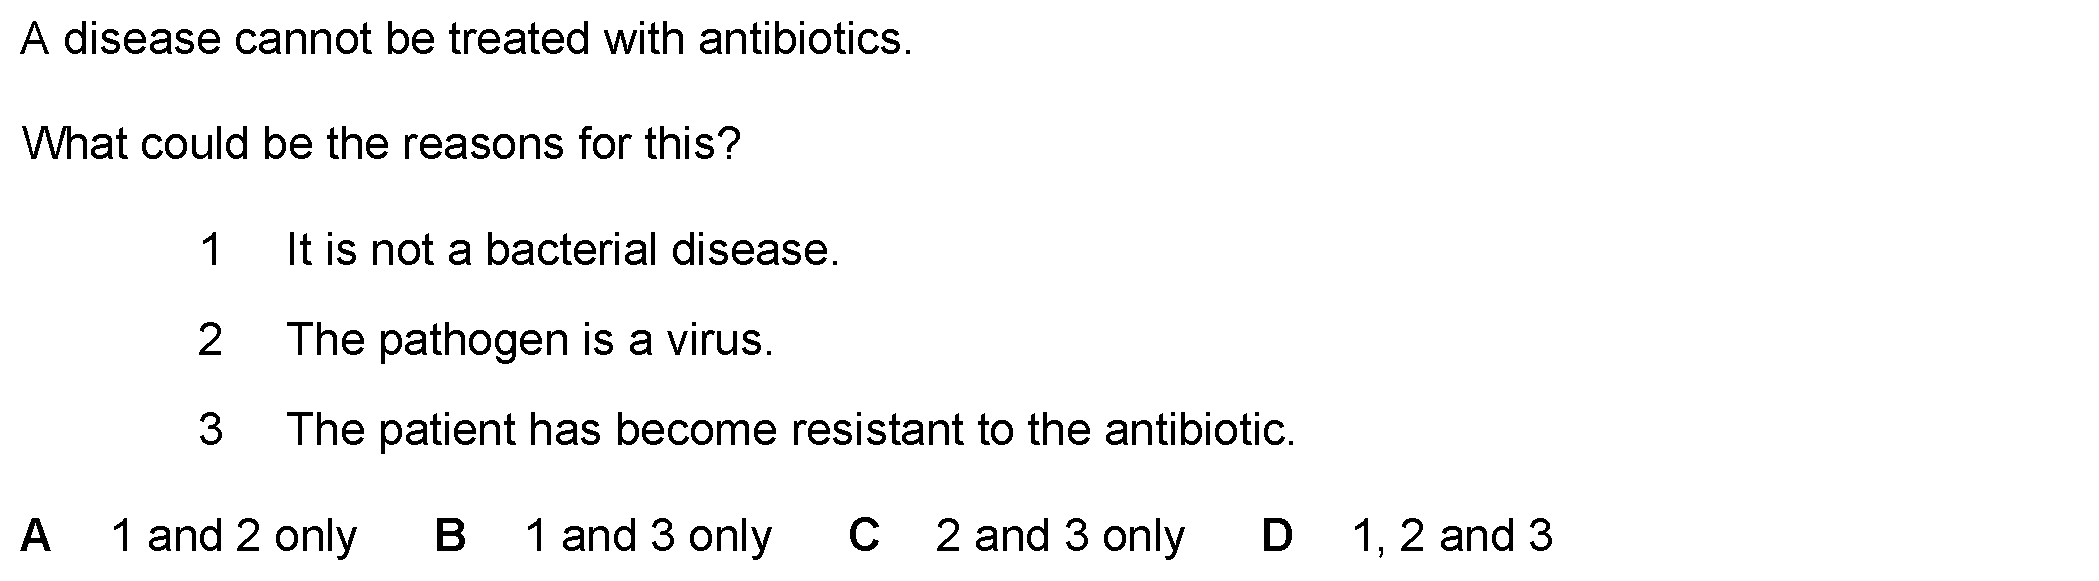 A disease cannot be treated with antibiotics.
What could be the reasons for this?
1 It is not a bacterial disease.
2 The pathogen is a virus.
3 The patient has become resistant to the antibiotic.
A 1 and 2 only B 1 and 3 only C 2 and 3 only D 1, 2 and 3